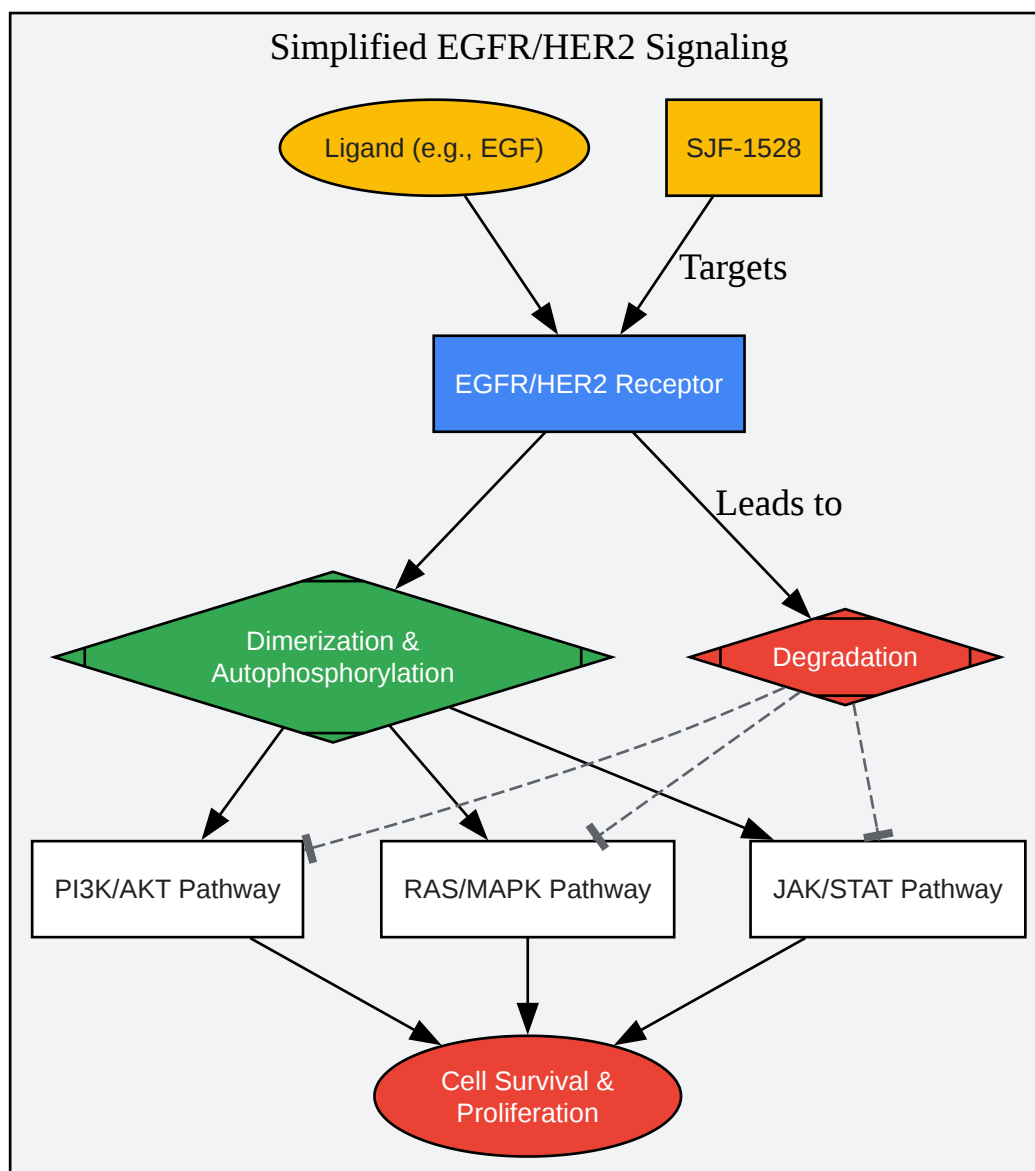 Simplified EGFR/HER2 Signaling
Ligand (e.g., EGF)
SJF-1528
Targets
EGFR/HER2 Receptor
Leads to
Dimerization &
Autophosphorylation
Degradation
PI3K/AKT Pathway
RAS/MAPK Pathway
JAK/STAT Pathway
Cell Survival &
Proliferation